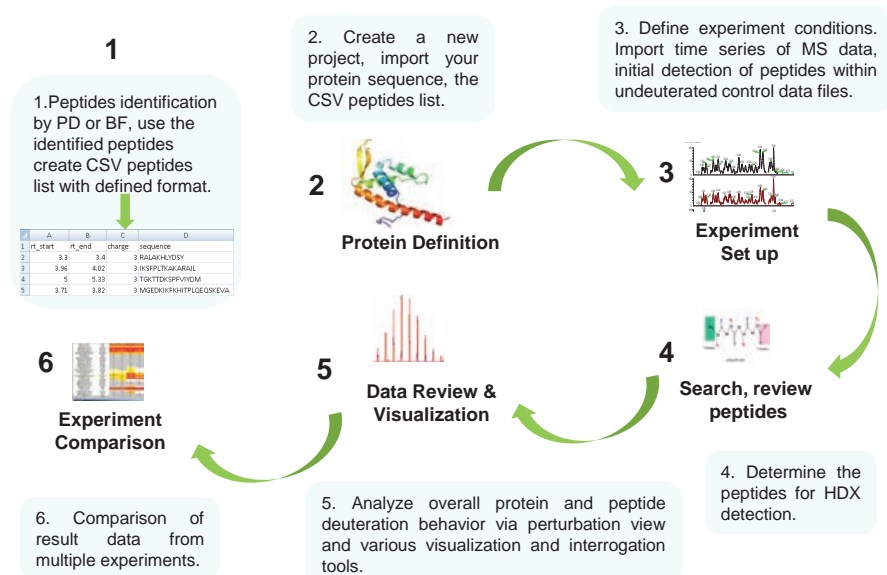 1
1.Peptides identification
by PD or BF, use the
identified peptides
create CSV peptides
list with defined format.
A B C D
1 rt_start rt_end charge sequence
2 3.3 3.4 3 RALAKHLYDSY
3 3.96 4.02 3 IKSFPLTKAKARAIL
4 5 5.33 3 TGKTTDKSPFVIYDM
5 3.71 3.82 3 MGEDKIKFKHITPLQEQSKEVA
2. Create a new
project, import your
protein sequence, the
CSV peptides list.
2
Protein Definition
3. Define experiment conditions.
Import time series of MS data,
initial detection of peptides within
undeuterated control data files.
3
Experiment
Set up
4
Search, review
peptides
4. Determine the
peptides for HDX
detection.
5
Data Review &
Visualization
5. Analyze overall protein and peptide
deuteration behavior via perturbation view
and various visualization and interrogation
tools.
6
Experiment
Comparison
6. Comparison of
result data from
multiple experiments.